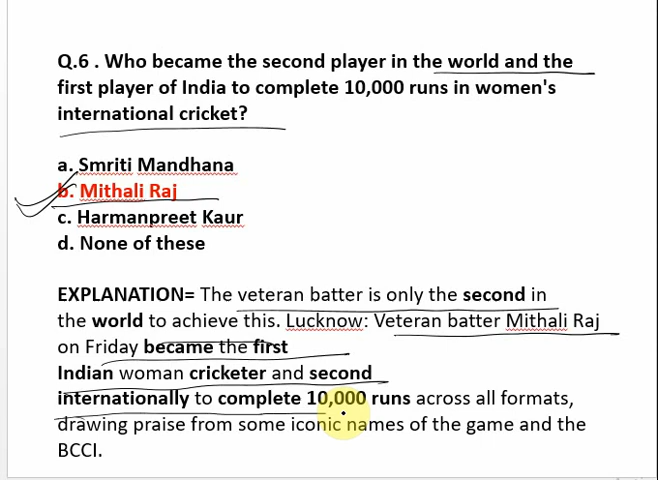 Q.6 . Who became the second player in the world and the
first player of India to complete 10,000 runs in women's
international cricket?
a. Smriti Mandhana
b. Mithali Raj
c. Harmanpreet Kaur
d. None of these
EXPLANATION= The veteran batter is only the second in
the world to achieve this. Lucknow: Veteran batter Mithali Raj
on Friday became the first
Indian woman cricketer and second
internationally to complete 10,000 runs across all formats,
drawing praise from some iconic names of the game and the
BCCI.